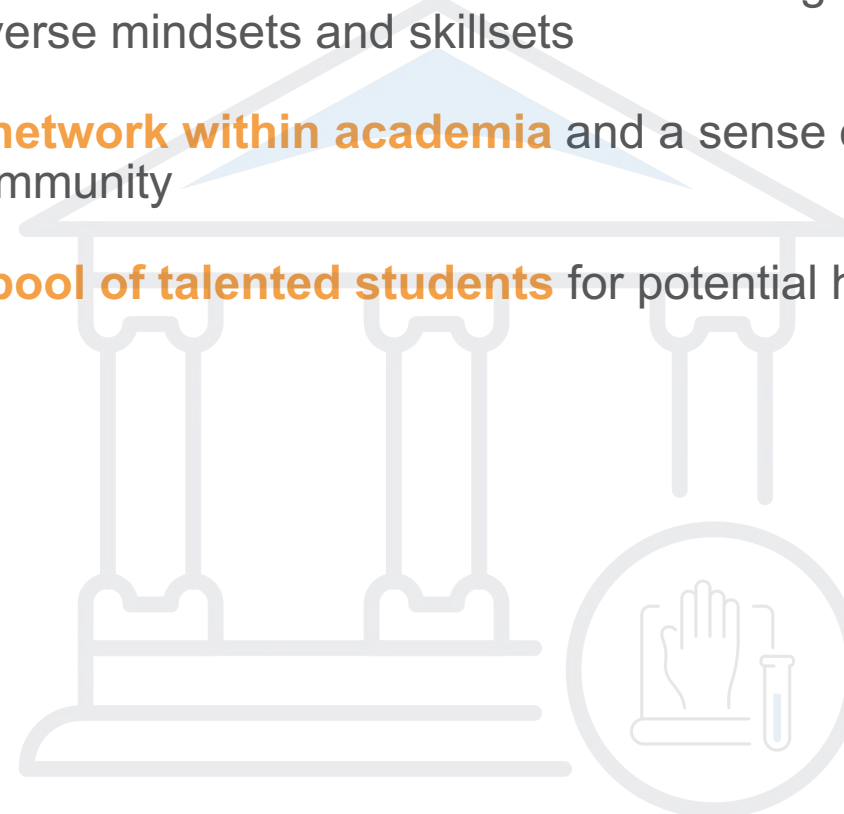 verse mindsets and skillsets
network within academia and a sense
mmunity
pool of talented students for potential